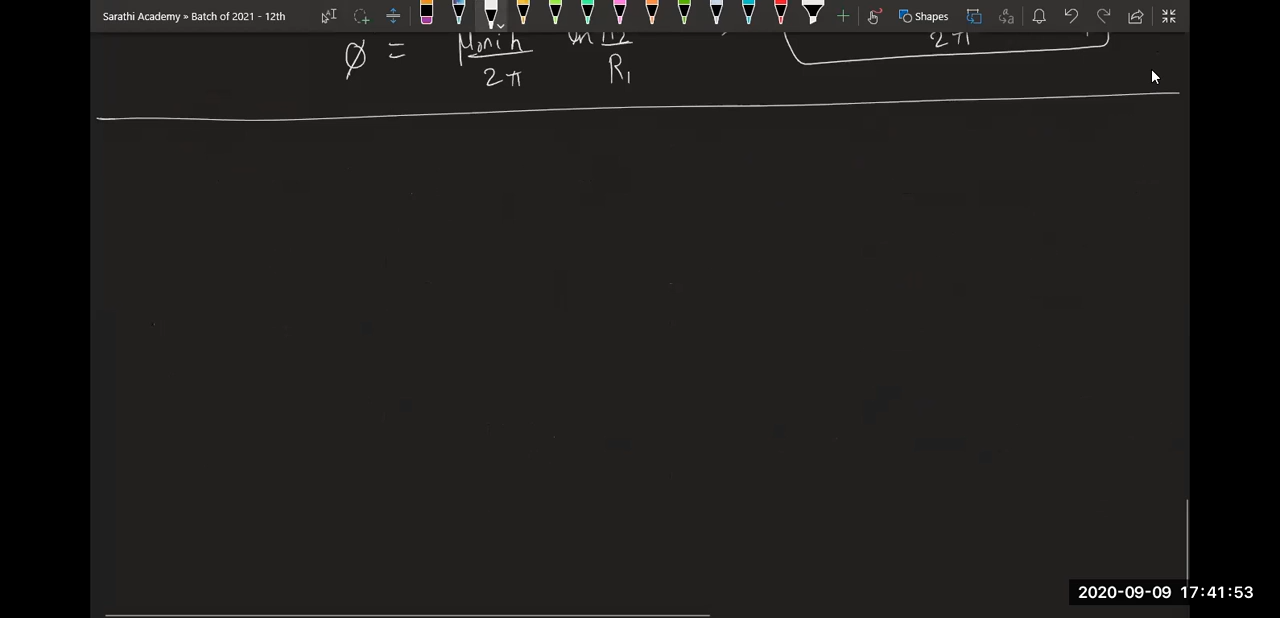 Sarathi Academy » Batch of 2021 - 12th
Shapes
φ = μ₀nih/2π ln R₂/R₁
2π
2020-09-09 17:41:53